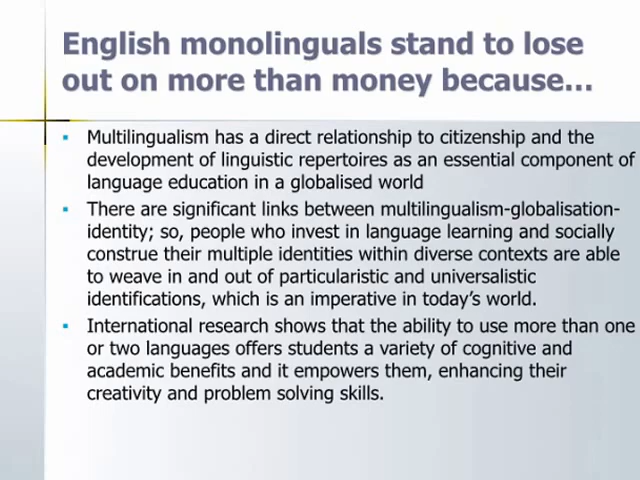 English monolinguals stand to lose
out on more than money because…
▪ Multilingualism has a direct relationship to citizenship and the
development of linguistic repertoires as an essential component of
language education in a globalised world
▪ There are significant links between multilingualism-globalisation-
identity; so, people who invest in language learning and socially
construe their multiple identities within diverse contexts are able
to weave in and out of particularistic and universalistic
identifications, which is an imperative in today's world.
▪ International research shows that the ability to use more than one
or two languages offers students a variety of cognitive and
academic benefits and it empowers them, enhancing their
creativity and problem solving skills.